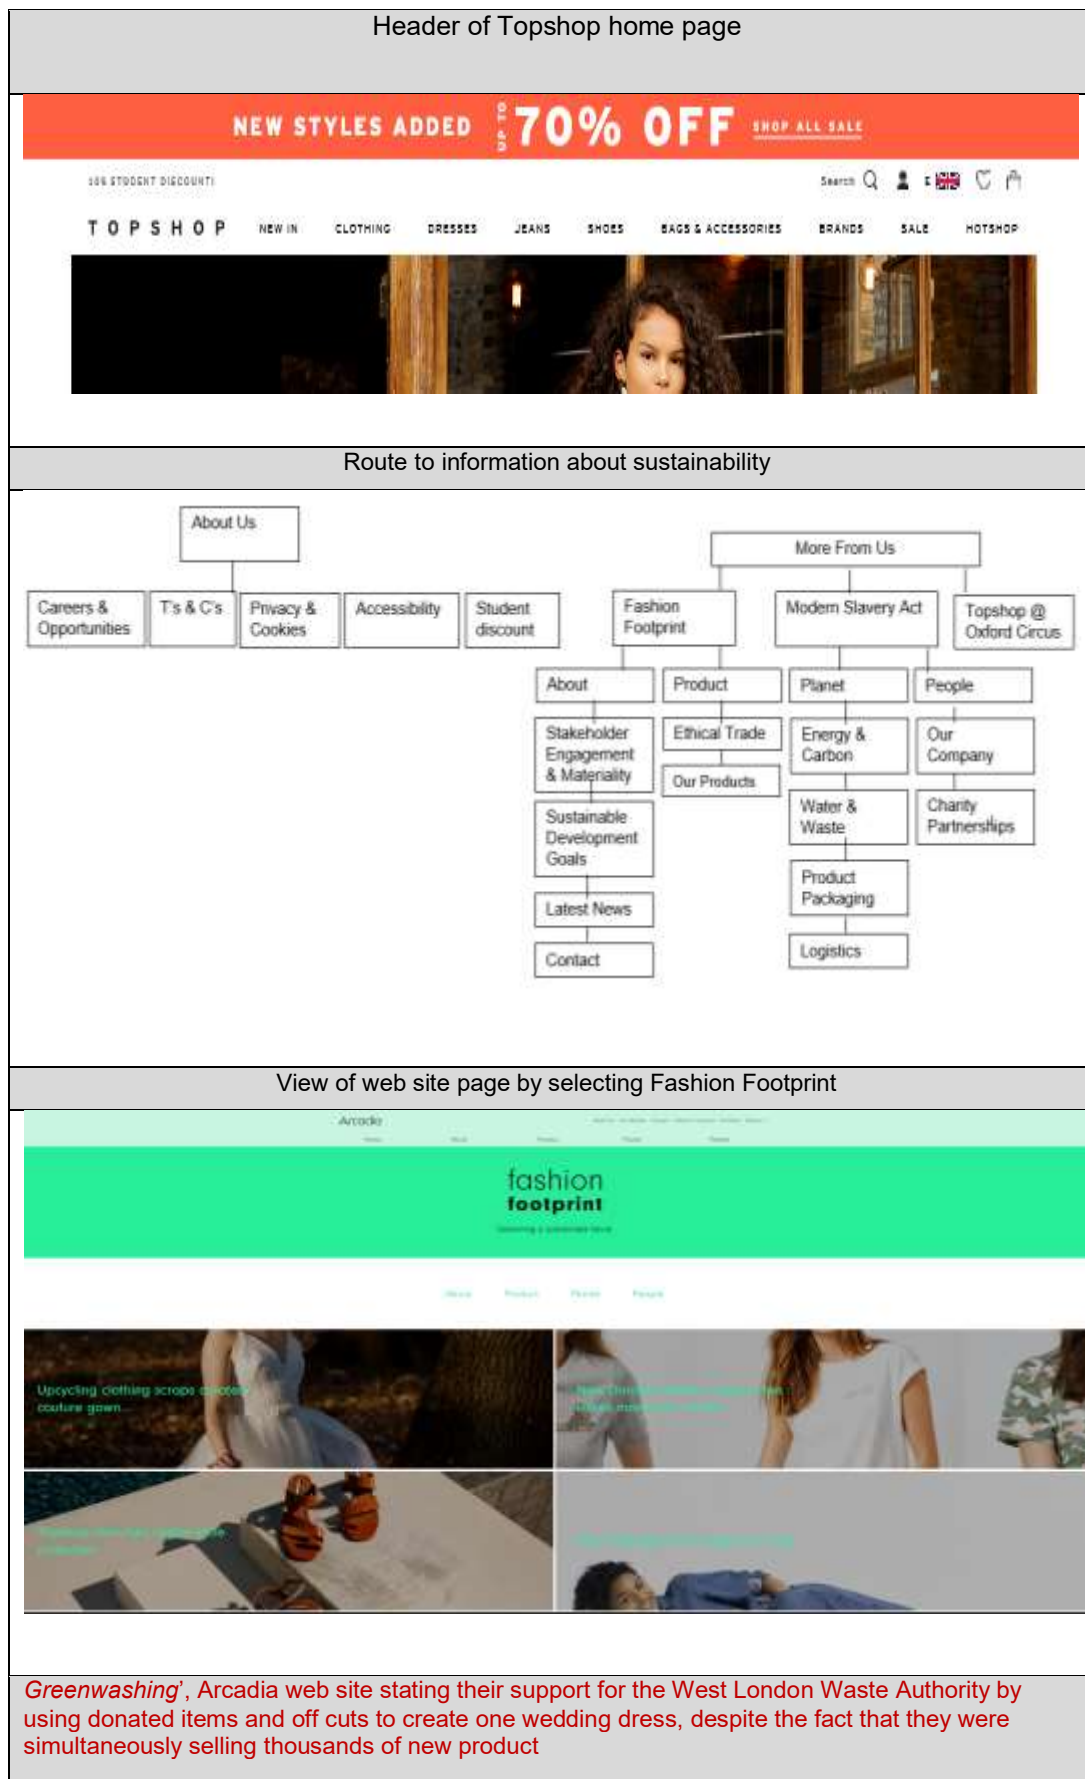 Header of Topshop home page
NEW STYLES ADDED UP TO 70% OFF SHOP ALL SALE
STUDENT DISCOUNT!
Search
TOPSHOP NEW IN CLOTHING DRESSES JEANS SHOES BAGS & ACCESSORIES BRANDS SALE HOTSHOP
Route to information about sustainability
About Us
More From Us
Careers &
Opportunities
T's & C's
Privacy &
Cookies
Accessibility
Student
discount
Fashion
Footprint
Modern Slavery Act
Topshop @
Oxford Circus
About
Product
Planet
People
Stakeholder
Engagement
& Materiality
Ethical Trade
Energy &
Carbon
Our
Company
Our Products
Sustainable
Development
Goals
Water &
Waste
Charity
Partnerships
Product
Packaging
Latest News
Logistics
Contact
View of web site page by selecting Fashion Footprint
Arcadia
fashion
footprint
About Product Planet People
Upcycling clothing scraps creates
couture gown...
Greenwashing’, Arcadia web site stating their support for the West London Waste Authority by
using donated items and off cuts to create one wedding dress, despite the fact that they were
simultaneously selling thousands of new product